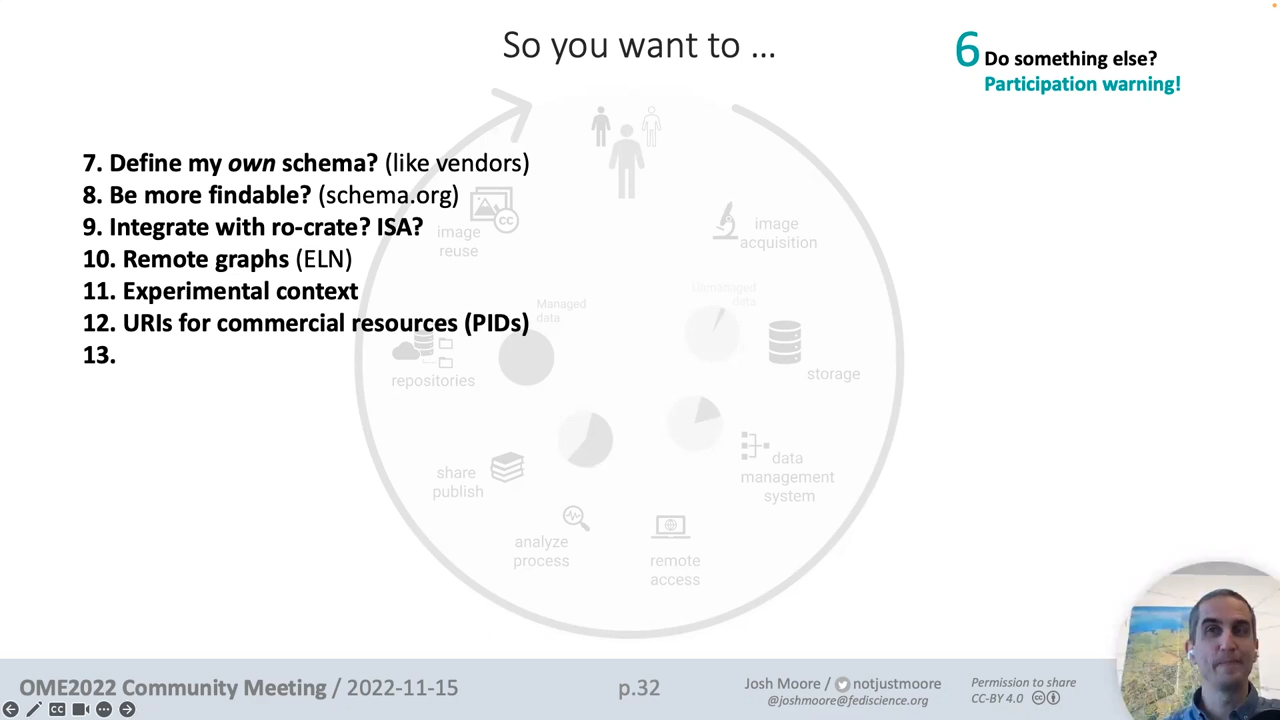 So you want to ...
6 Do something else?
Participation warning!
7. Define my own schema? (like vendors)
8. Be more findable? (schema.org)
9. Integrate with ro-crate? ISA?
10. Remote graphs (ELN)
11. Experimental context
12. URIs for commercial resources (PIDs)
13.
CC
image
reuse
image
acquisition
Managed
data
Unmanaged
data
repositories
storage
share
publish
data
management
system
analyze
process
remote
access
OME2022 Community Meeting / 2022-11-15
p.32
Josh Moore / notjustmoore
@joshmoore@fediscience.org
Permission to share
CC-BY 4.0